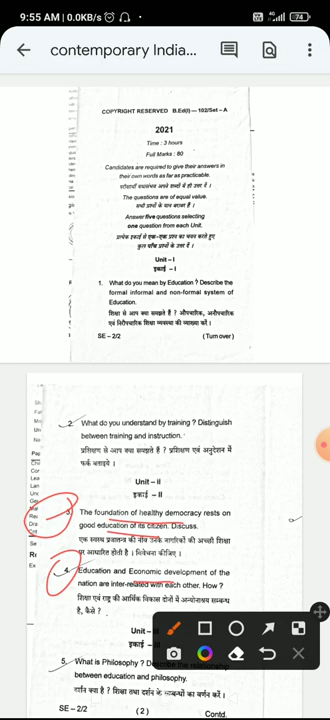 9:55 AM | 0.0KB/s
74
contemporary India...
COPYRIGHT RESERVED B.Ed(I)—102/Set–A
2021
Time : 3 hours
Full Marks : 80
Candidates are required to give their answers in
their own words as far as practicable.
परीक्षार्थी यथासंभव अपने शब्दों में ही उत्तर दें ।
The questions are of equal value.
सभी प्रश्नों के मान बराबर हैं ।
Answer five questions selecting
one question from each Unit.
प्रत्येक इकाई से एक-एक प्रश्न का चयन करते हुए
कुल पाँच प्रश्नों के उत्तर दें ।
Unit–I
इकाई –I
1. What do you mean by Education ? Describe the
formal informal and non-formal system of
Education.
शिक्षा से आप क्या समझते हैं ? औपचारिक, अनौपचारिक
एवं निरौपचारिक शिक्षा व्यवस्था की व्याख्या करें ।
SE – 2/2 (Turn over)
2. What do you understand by training ? Distinguish
between training and instruction.
प्रशिक्षण से आप क्या समझते हैं ? प्रशिक्षण एवं अनुदेशन में
फर्क बताइये ।
Unit–II
इकाई –II
3. The foundation of healthy democracy rests on
good education of its citizen. Discuss.
एक स्वस्थ प्रजातन्त्र की नींव उनके नागरिकों की अच्छी शिक्षा
पर आधारित होती है । विवेचना कीजिए ।
4. Education and Economic development of the
nation are inter-related with each other. How ?
शिक्षा एवं राष्ट्र की आर्थिक विकास दोनों में अन्योन्याश्रय सम्बन्ध
है, कैसे ?
Unit–
इकाई
5. What is Philosophy ? Describe the relationship
between education and philosophy.
दर्शन क्या है ? शिक्षा तथा दर्शन के सम्बन्धों का वर्णन करें ।
SE – 2/2 (2) Contd.